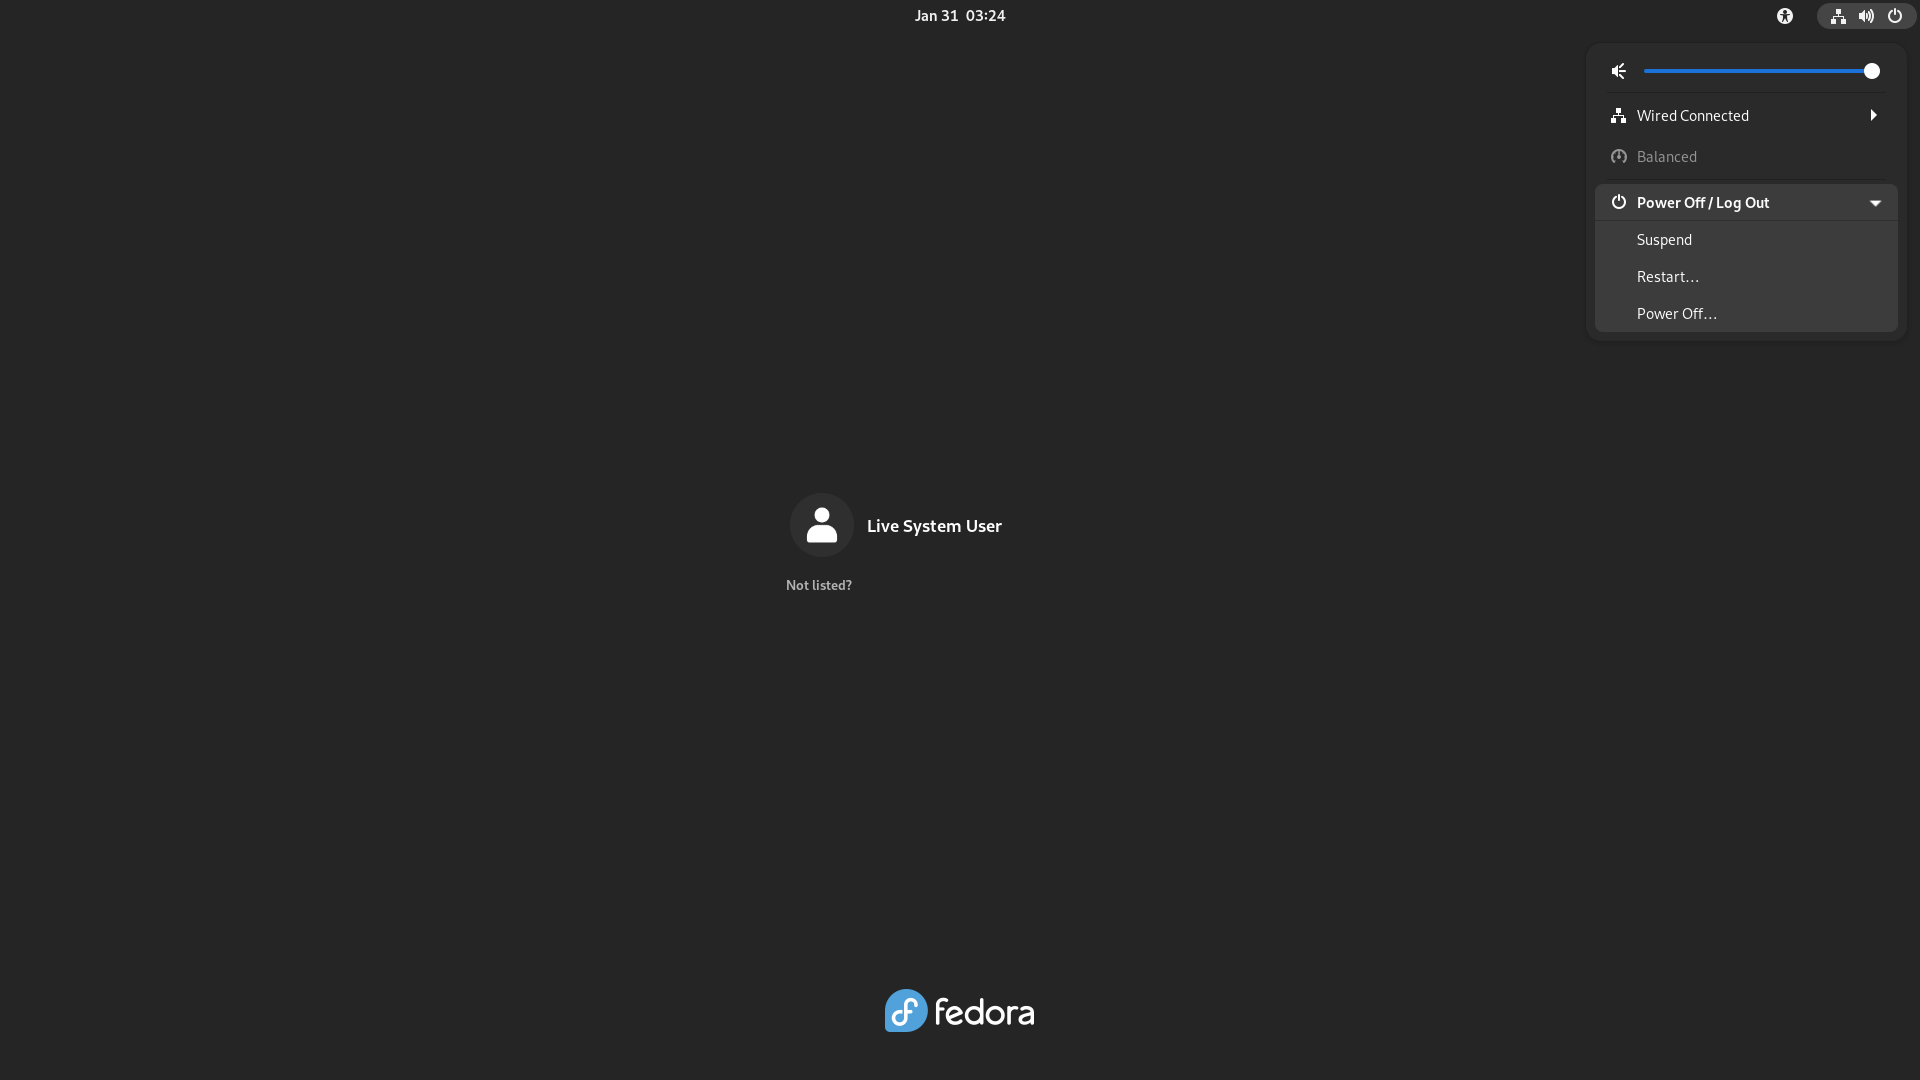 Jan 31 03:24
Wired Connected
Balanced
Power Off / Log Out
Suspend
Restart…
Power Off…
Live System User
Not listed?
fedora